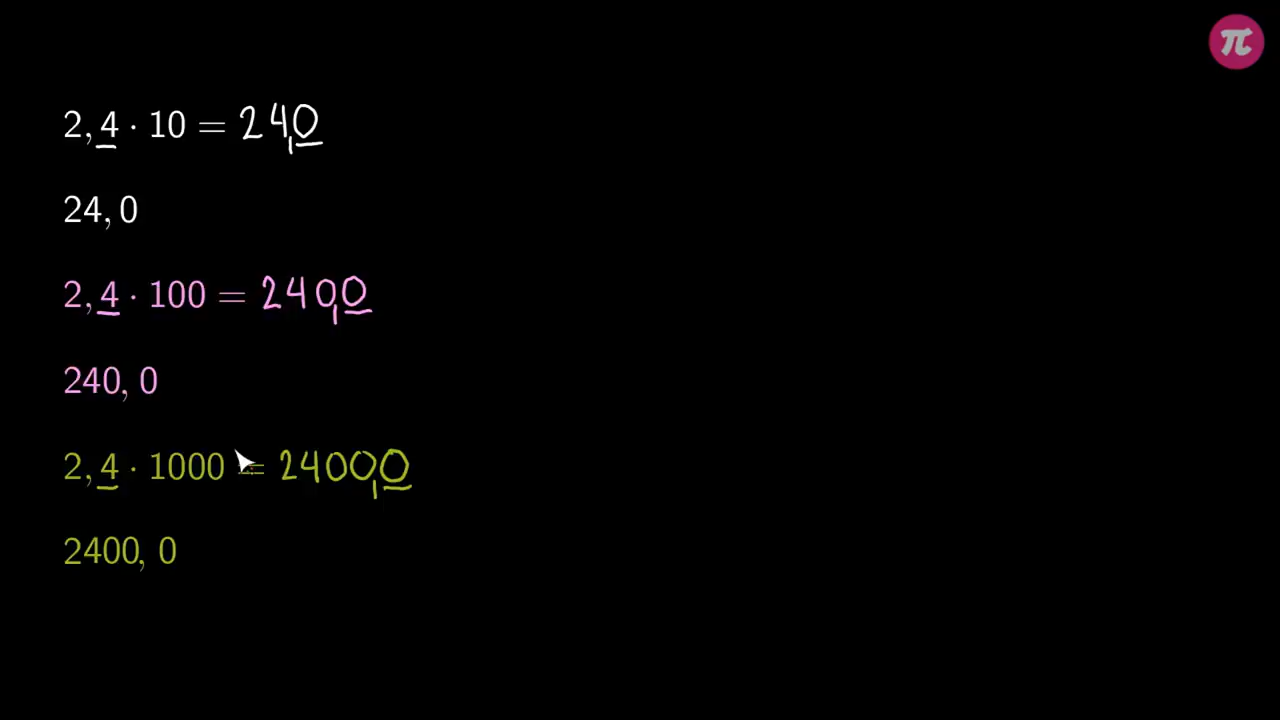 π
2,4 · 10 = 24,0
24,0
2,4 · 100 = 240,0
240,0
2,4 · 1000 = 2400,0
2400,0